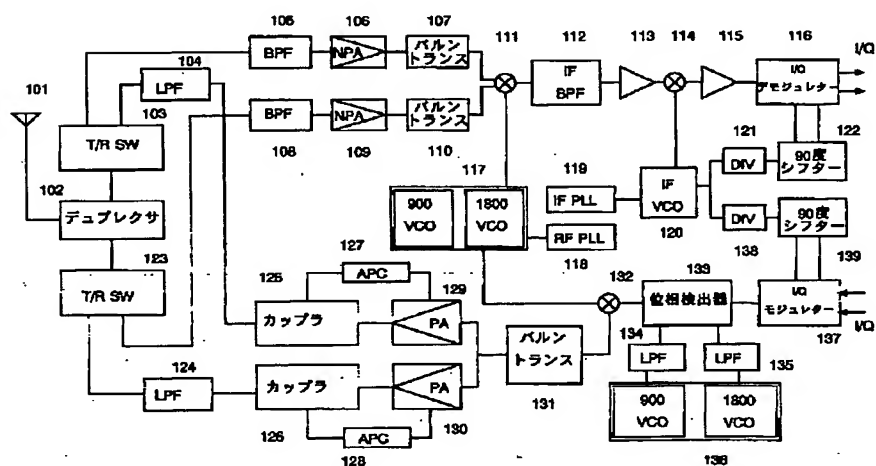 105
106
107
111
112
113
114
115
116
I/Q
101
104
BPF
NPA
バルン
トランス
IF
BPF
I/Q
デモジュレター
LPF
103
T/R SW
BPF
NPA
バルン
トランス
108
109
110
117
119
121
122
DIV
90度
シフター
102
デュプレクサ
900
VCO
1800
VCO
IF PLL
IF
VCO
RF PLL
118
120
DIV
90度
シフター
138
139
123
T/R SW
125
127
APC
129
カップラ
PA
132
133
位相検出器
I/Q
モジュレター
137
I/Q
124
LPF
カップラ
PA
バルン
トランス
131
134
LPF
LPF
135
126
APC
128
130
900
VCO
1800
VCO
136